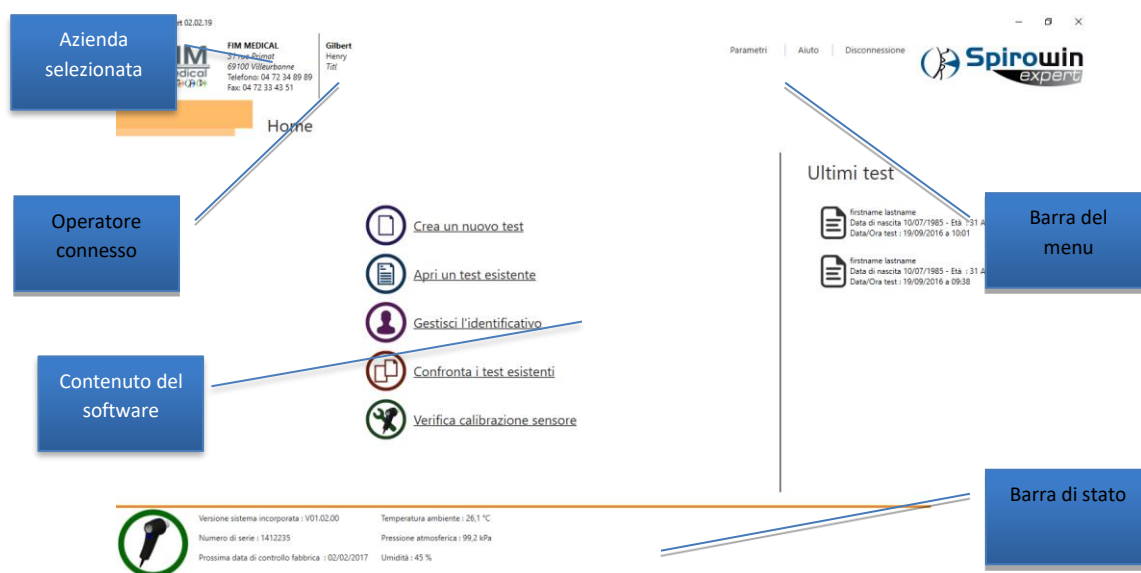 02.02.19
Azienda
selezionata
FIM MEDICAL
31 rue Primat
69100 Villeurbanne
Telefono: 04 72 34 89 89
Fax: 04 72 33 43 51
Gilbert
Henry
Titl
Parametri
Aiuto
Disconnessione
Spirowin
expert
Home
Operatore
connesso
Barra del
menu
Ultimi test
firstname lastname
Data di nascita 10/07/1985 - Età : 31 A
Data/Ora test : 19/09/2016 a 10:01
firstname lastname
Data di nascita 10/07/1985 - Età : 31 A
Data/Ora test : 19/09/2016 a 09:38
Crea un nuovo test
Apri un test esistente
Gestisci l'identificativo
Confronta i test esistenti
Verifica calibrazione sensore
Contenuto del
software
Barra di stato
Versione sistema incorporata : V01.02.00
Temperatura ambiente : 26,1 °C
Numero di serie : 1412235
Pressione atmosferica : 99,2 kPa
Prossima data di controllo fabbrica : 02/02/2017
Umidità : 45 %